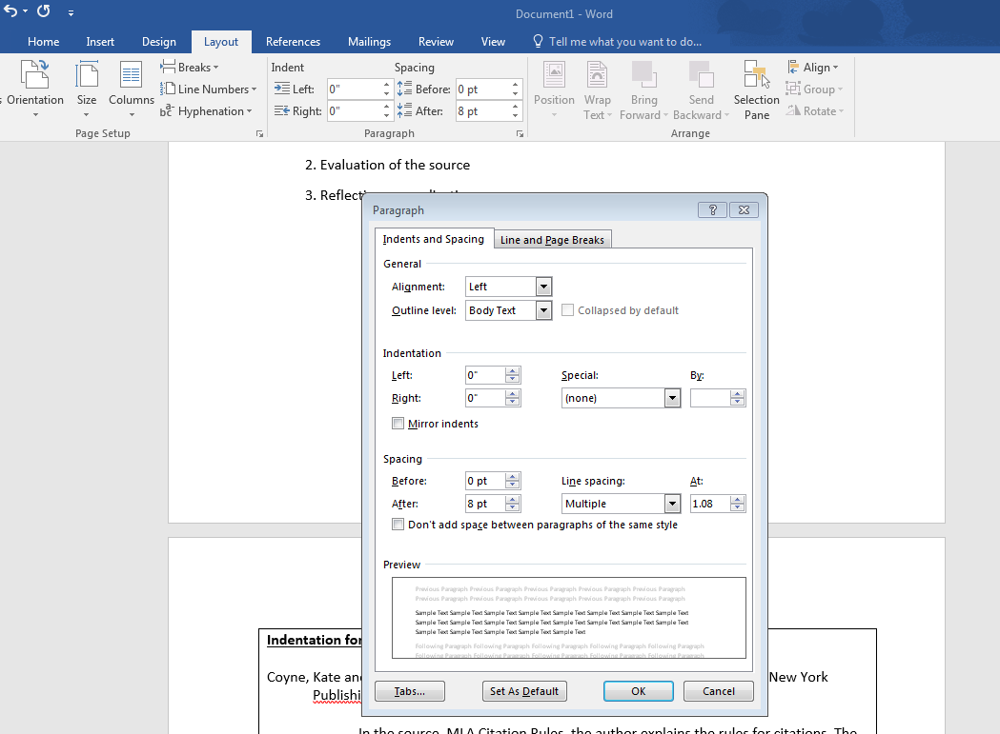 Document1 - Word
Home Insert Design Layout References Mailings Review View Tell me what you want to do...
Breaks Indent Spacing Align
Line Numbers Left: 0" Before: 0 pt Group
Orientation Size Columns Hyphenation Right: 0" After: 8 pt Position Wrap Text Bring Forward Send Backward Selection Pane Rotate
Page Setup Paragraph Arrange
2. Evaluation of the source
3. Reflecti
Paragraph ?
Indents and Spacing Line and Page Breaks
General
Alignment: Left
Outline level: Body Text Collapsed by default
Indentation
Left: 0" Special: By:
Right: 0" (none)
Mirror indents
Spacing
Before: 0 pt Line spacing: At:
After: 8 pt Multiple 1.08
Don't add space between paragraphs of the same style
Preview
Previous Paragraph Previous Paragraph Previous Paragraph Previous Paragraph Previous Paragraph
Previous Paragraph Previous Paragraph Previous Paragraph Previous Paragraph Previous Paragraph
Sample Text Sample Text Sample Text Sample Text Sample Text Sample Text Sample Text Sample Text
Sample Text Sample Text Sample Text Sample Text Sample Text Sample Text Sample Text Sample Text
Sample Text Sample Text Sample Text Sample Text Sample Text
Following Paragraph Following Paragraph Following Paragraph Following Paragraph Following Paragraph
Following Paragraph Following Paragraph Following Paragraph Following Paragraph Following Paragraph
Tabs... Set As Default OK Cancel
Indentation for
Coyne, Kate and New York
Publishi
In the source, MLA Citation Rules, the author explains the rules for citations. The